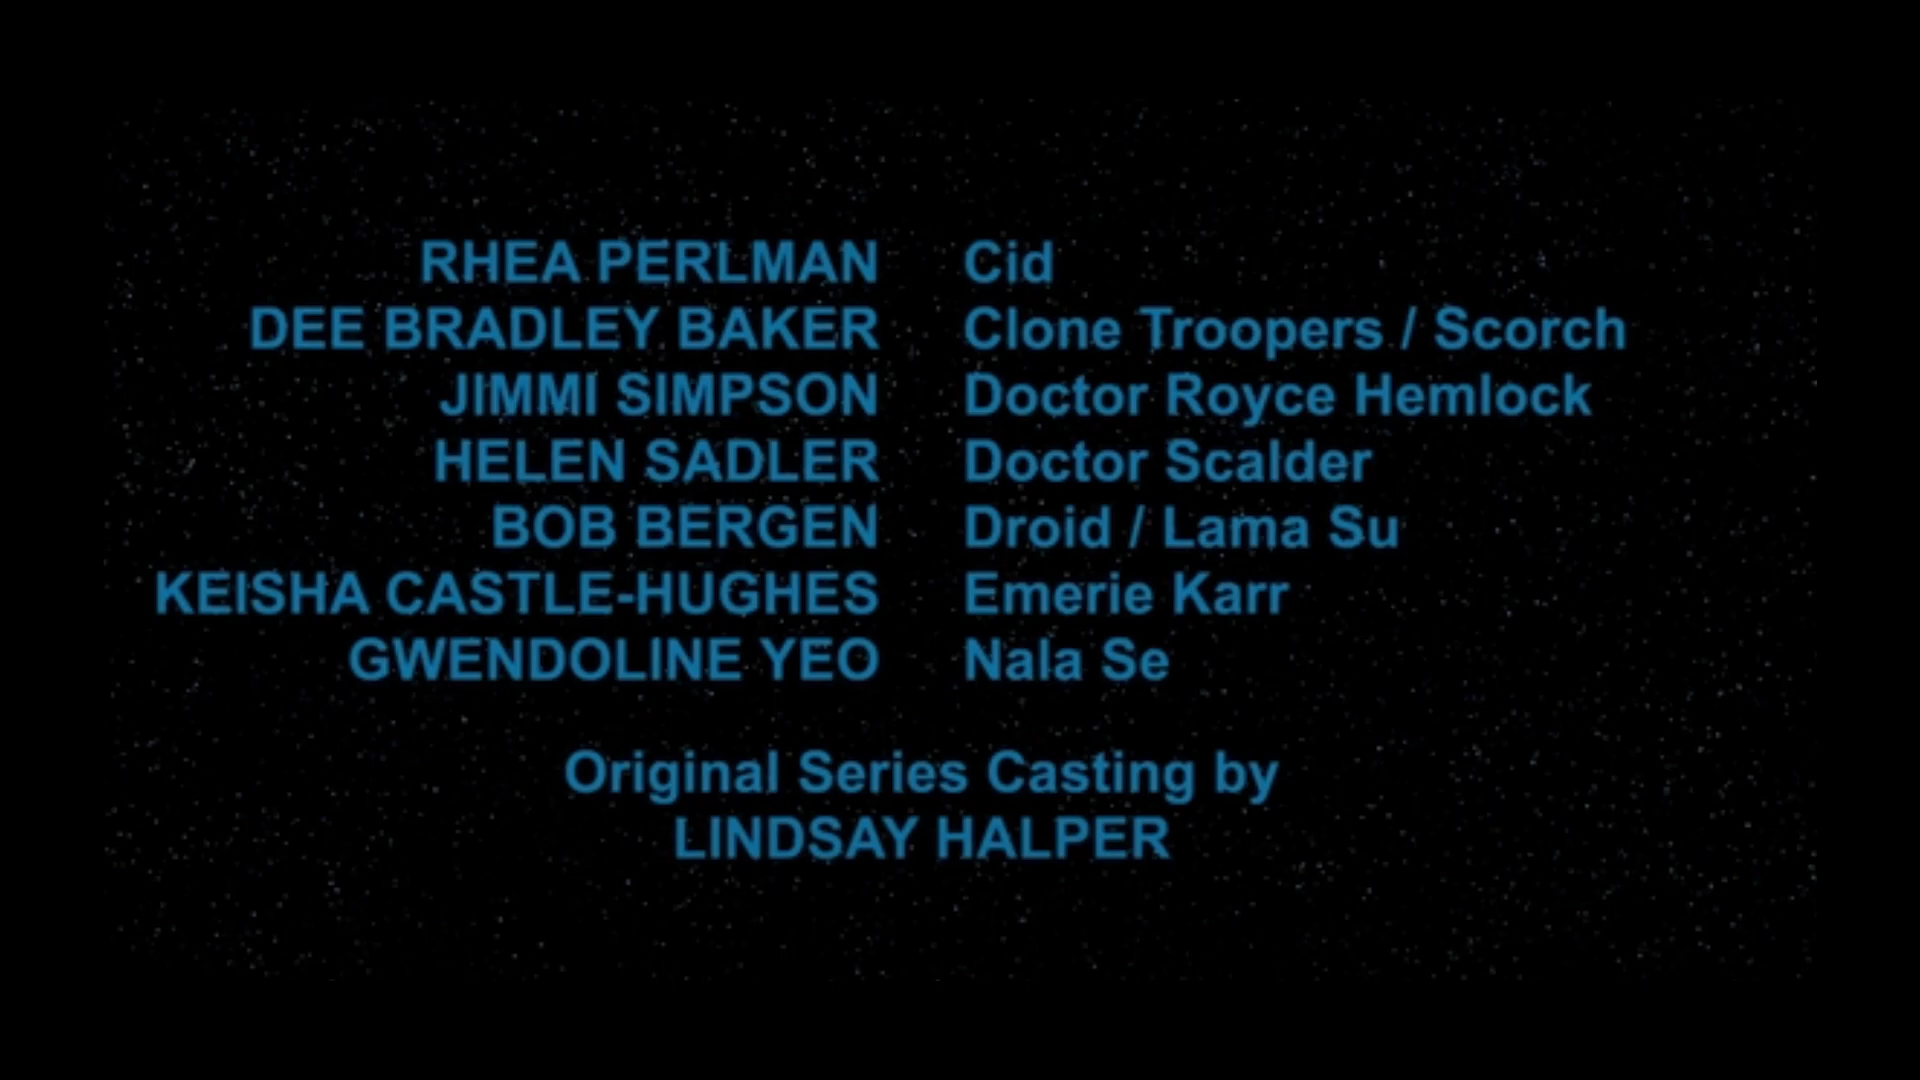 RHEA PERLMAN Cid
DEE BRADLEY BAKER Clone Troopers / Scorch
JIMMI SIMPSON Doctor Royce Hemlock
HELEN SADLER Doctor Scalder
BOB BERGEN Droid / Lama Su
KEISHA CASTLE-HUGHES Emerie Karr
GWENDOLINE YEO Nala Se
Original Series Casting by
LINDSAY HALPER